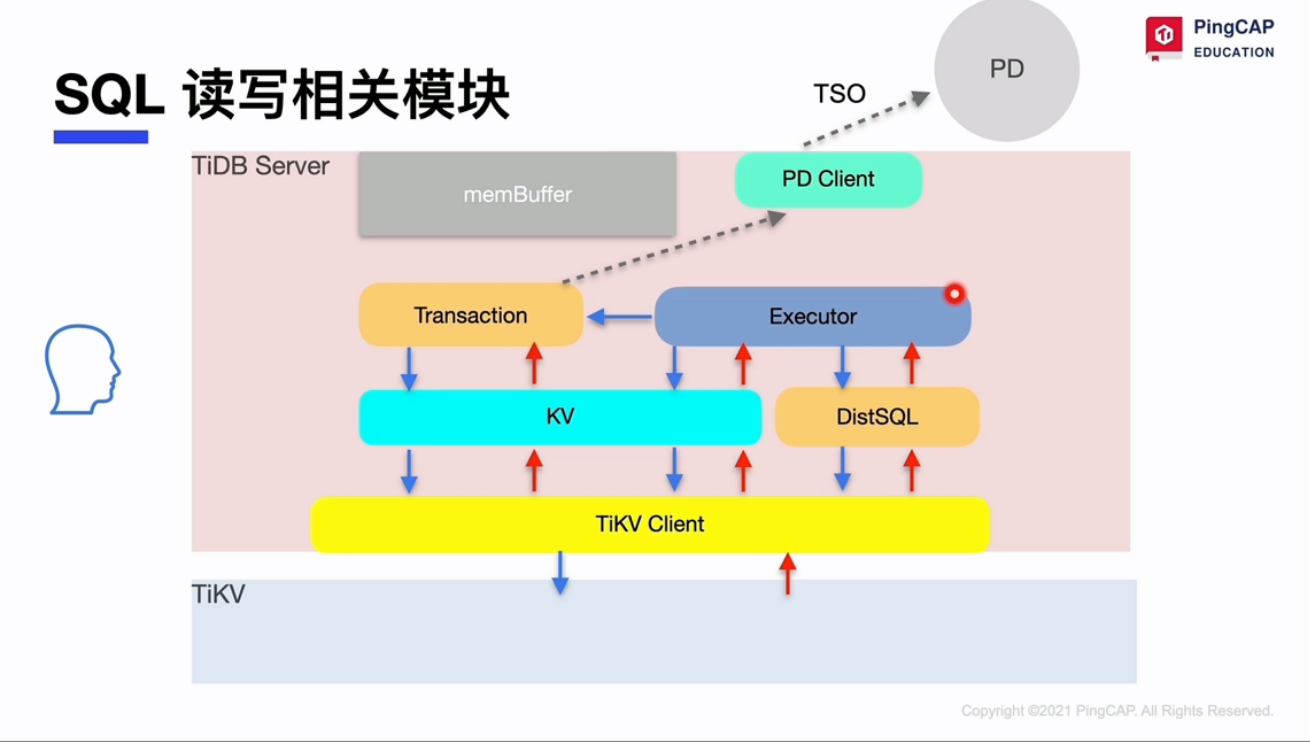 PingCAP
EDUCATION
SQL 读写相关模块
PD
TSO
TiDB Server
memBuffer
PD Client
Transaction
Executor
KV
DistSQL
TiKV Client
TiKV
Copyright ©2021 PingCAP. All Rights Reserved.